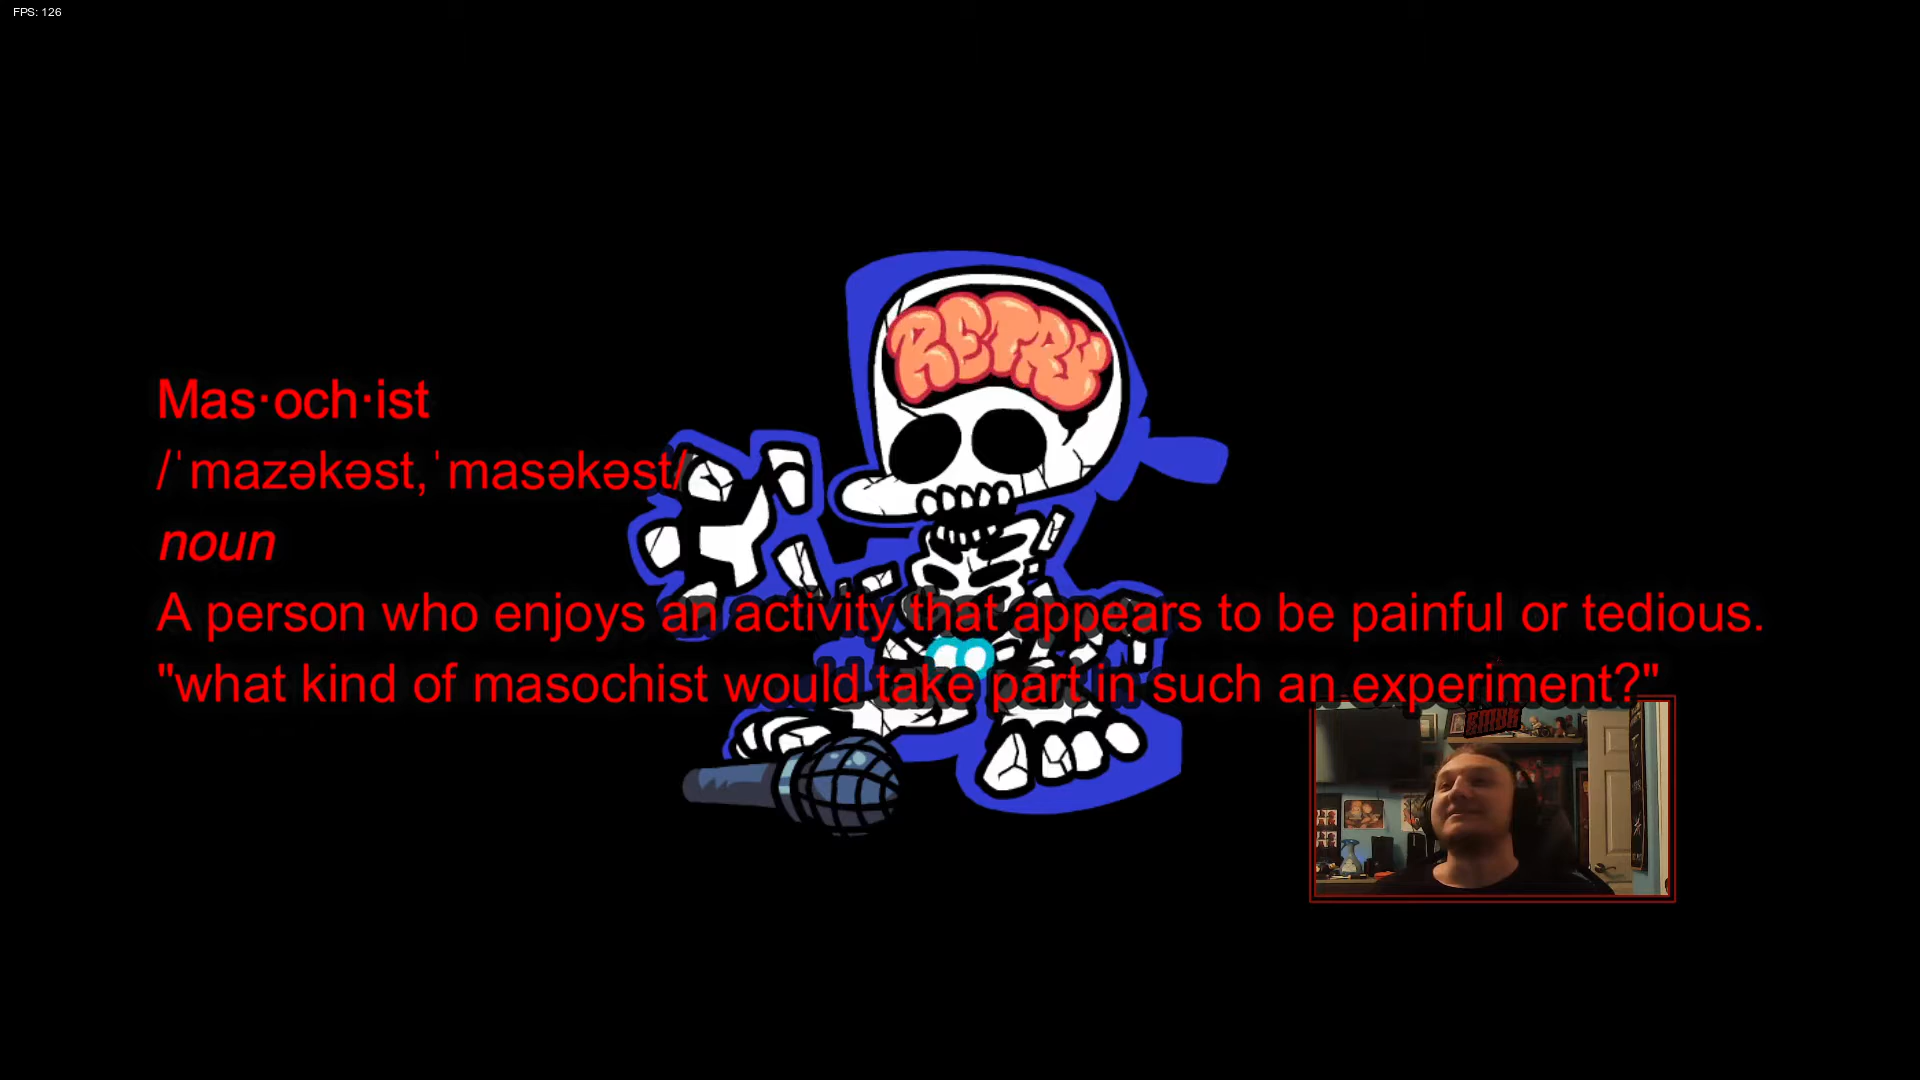 FPS: 126
RETRY
Mas·och·ist
/ˈmazəkəst,ˈmasəkəst/
noun
A person who enjoys an activity that appears to be painful or tedious.
"what kind of masochist would take part in such an experiment?"